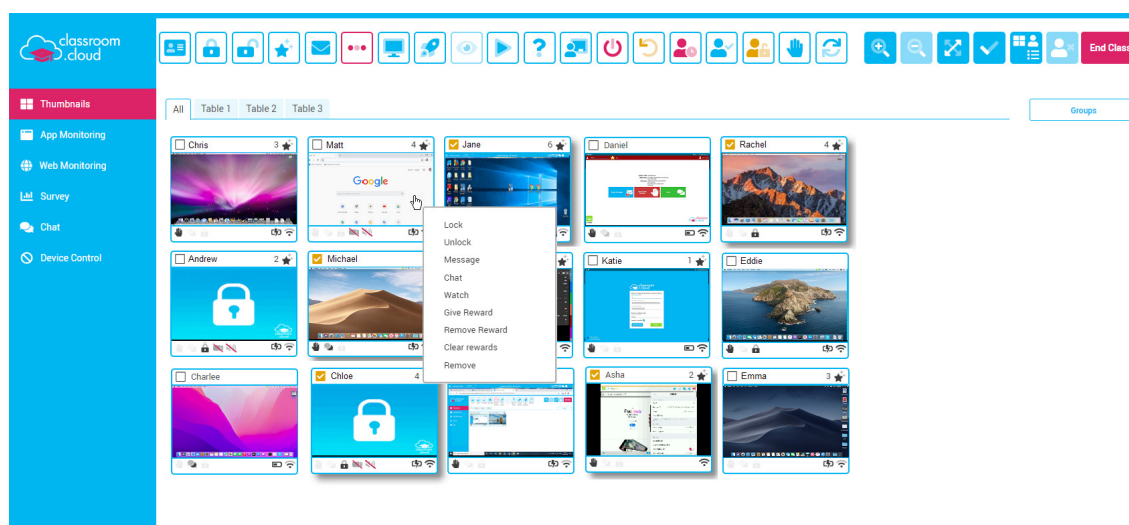 classroom
.cloud
End Class
Thumbnails
App Monitoring
Web Monitoring
Survey
Chat
Device Control
All Table 1 Table 2 Table 3
Groups
Chris 3
Matt 4
Jane 6
Daniel
Rachel 4
Google
Andrew 2
Michael
Katie 1
Eddie
Charlee
Chloe 4
Asha 2
Emma 3
Lock
Unlock
Message
Chat
Watch
Give Reward
Remove Reward
Clear rewards
Remove